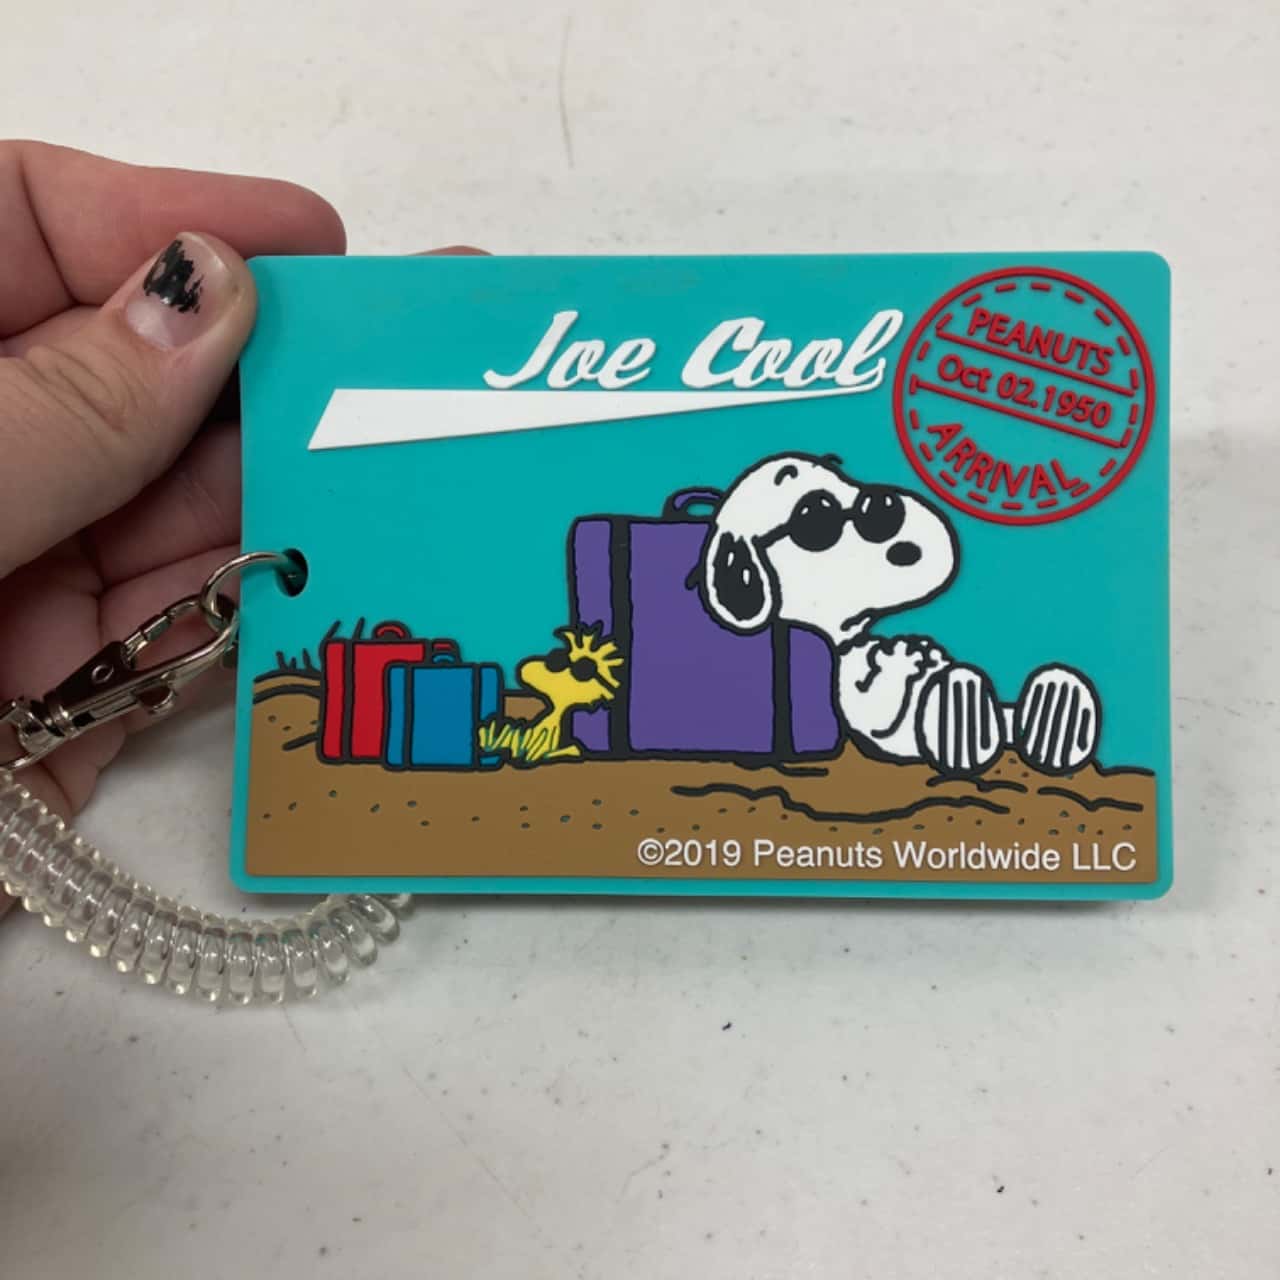 Joe Cool
PEANUTS
Oct 02.1950
ARRIVAL
©2019 Peanuts Worldwide LLC